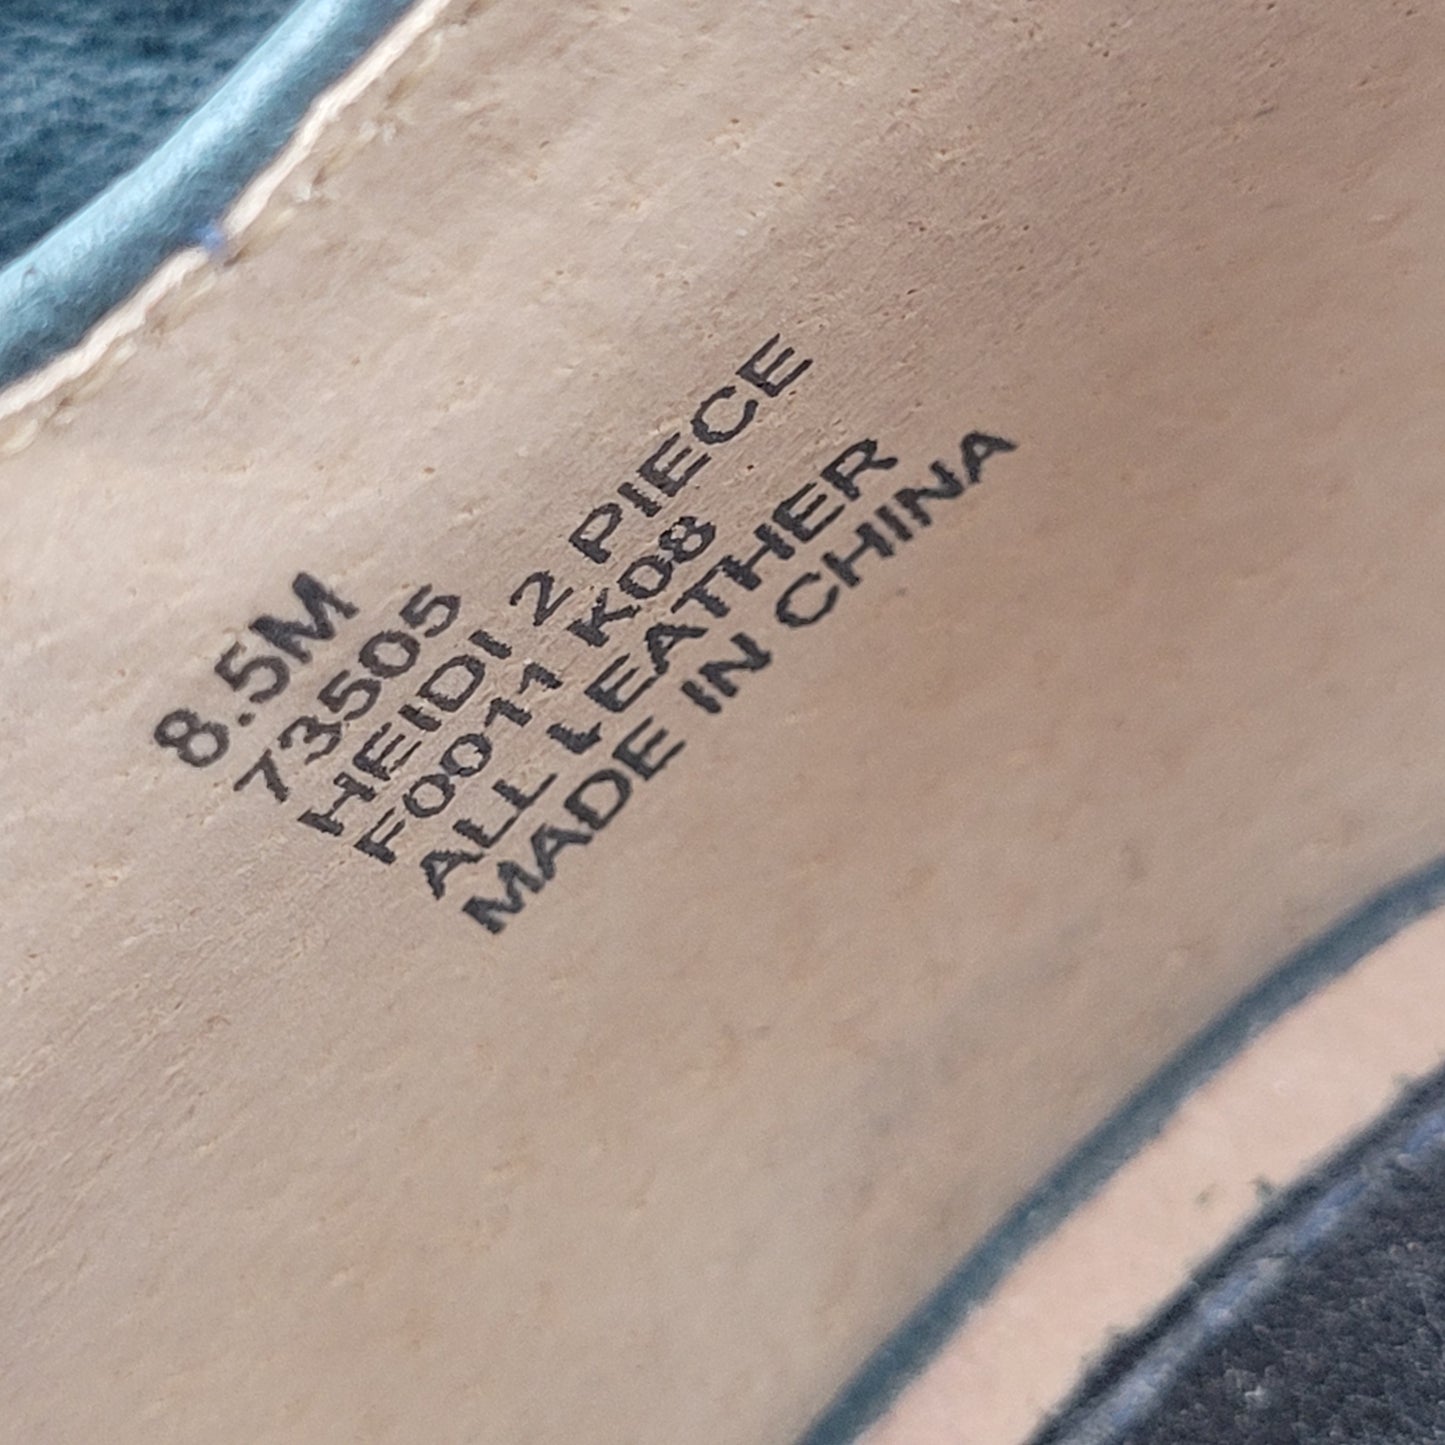 8.5M
73505
HEIDI 2 PIECE
F0011 K08
ALL LEATHER
MADE IN CHINA